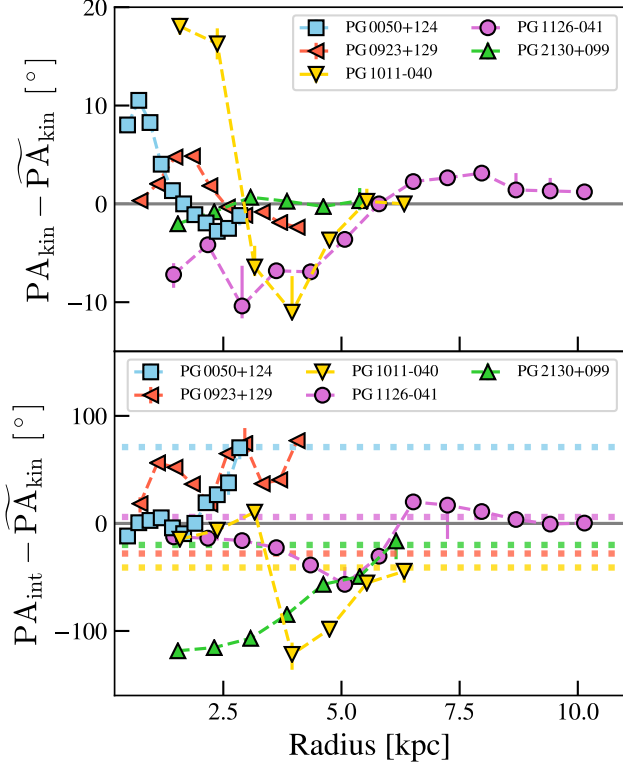 20
10
0
-10
PA_kin − P͠A_kin [°]
PG 0050+124
PG 0923+129
PG 1011-040
PG 1126-041
PG 2130+099
100
0
-100
PA_int − P͠A_kin [°]
PG 0050+124
PG 0923+129
PG 1011-040
PG 1126-041
PG 2130+099
2.5 5.0 7.5 10.0
Radius [kpc]